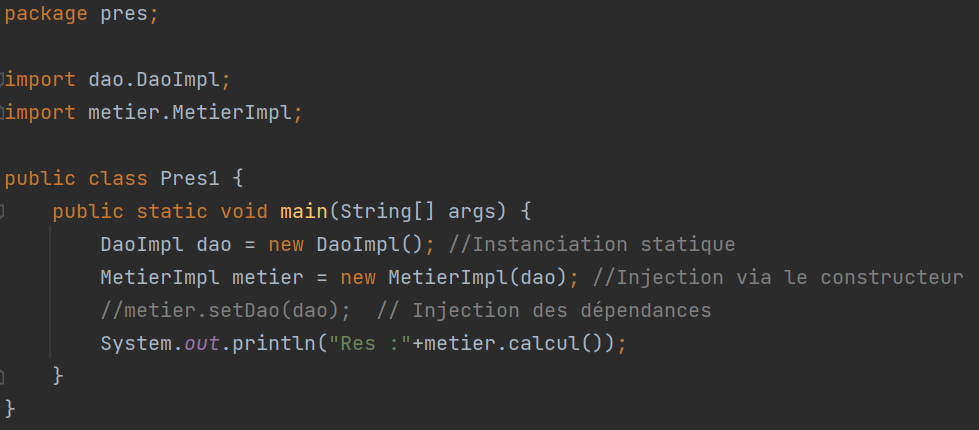 package pres;
import dao.DaoImpl;
import metier.MetierImpl;
public class Pres1 {
public static void main(String[] args) {
DaoImpl dao = new DaoImpl(); //Instanciation statique
MetierImpl metier = new MetierImpl(dao); //Injection via le constructeur
//metier.setDao(dao);  // Injection des dépendances
System.out.println("Res :"+metier.calcul());
}
}